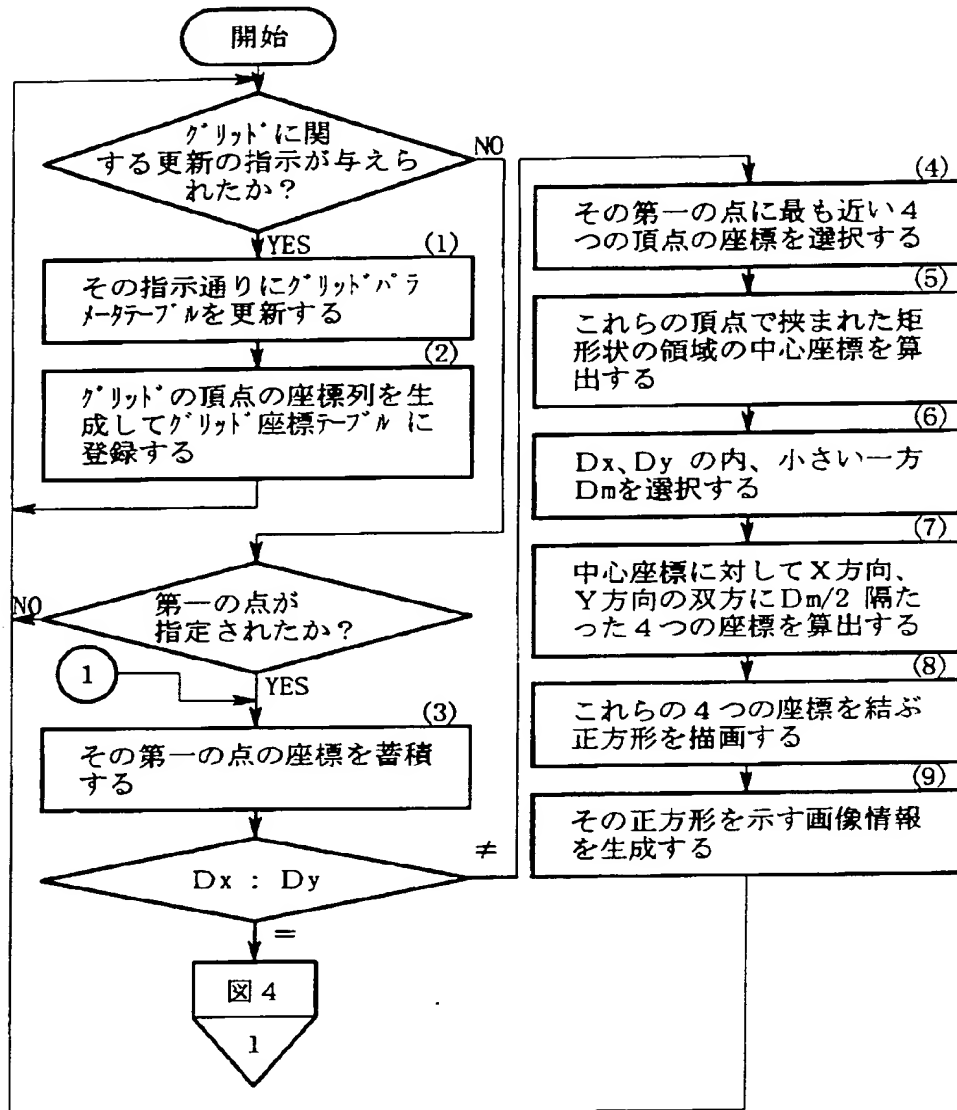 開始
グリッドに関
する更新の指示が与えら
れたか?
NO
YES
(1)
その指示通りにグリッドパラ
メータテーブルを更新する
(2)
グリッドの頂点の座標列を生
成してグリッド座標テーブルに
登録する
第一の点が
指定されたか?
NO
YES
1
(3)
その第一の点の座標を蓄積
する
Dx : Dy
≠
=
図4
1
(4)
その第一の点に最も近い4
つの頂点の座標を選択する
(5)
これらの頂点で挟まれた矩
形状の領域の中心座標を算
出する
(6)
Dx、Dy の内、小さい一方
Dmを選択する
(7)
中心座標に対してX方向、
Y方向の双方にDm/2 隔た
った4つの座標を算出する
(8)
これらの4つの座標を結ぶ
正方形を描画する
(9)
その正方形を示す画像情報
を生成する